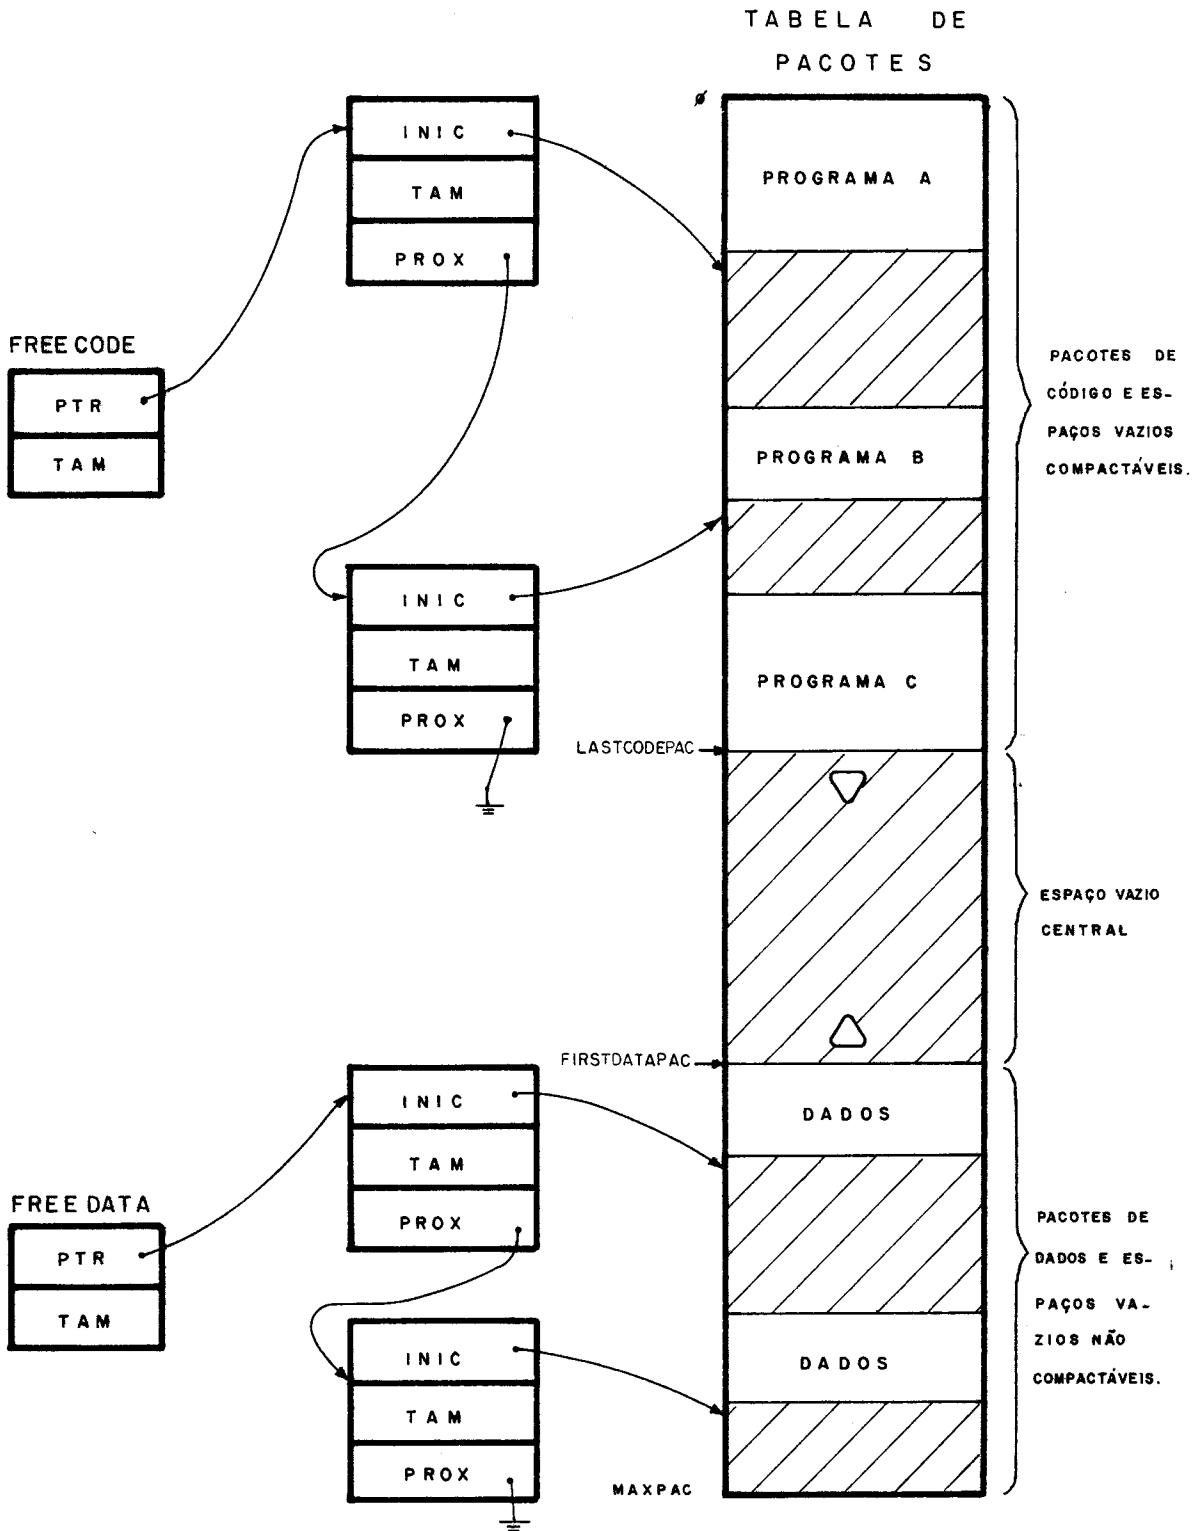 TABELA DE
PACOTES
ø
INIC
TAM
PROX
FREE CODE
PTR
TAM
PROGRAMA A
PROGRAMA B
PROGRAMA C
PACOTES DE
CÓDIGO E ES-
PAÇOS VAZIOS
COMPACTÁVEIS.
INIC
TAM
PROX
LASTCODEPAC
ESPAÇO VAZIO
CENTRAL
FIRSTDATAPAC
INIC
TAM
PROX
DADOS
FREE DATA
PTR
TAM
INIC
TAM
PROX
DADOS
PACOTES DE
DADOS E ES-
PAÇOS VA-
ZIOS NÃO
COMPACTÁVEIS.
MAXPAC